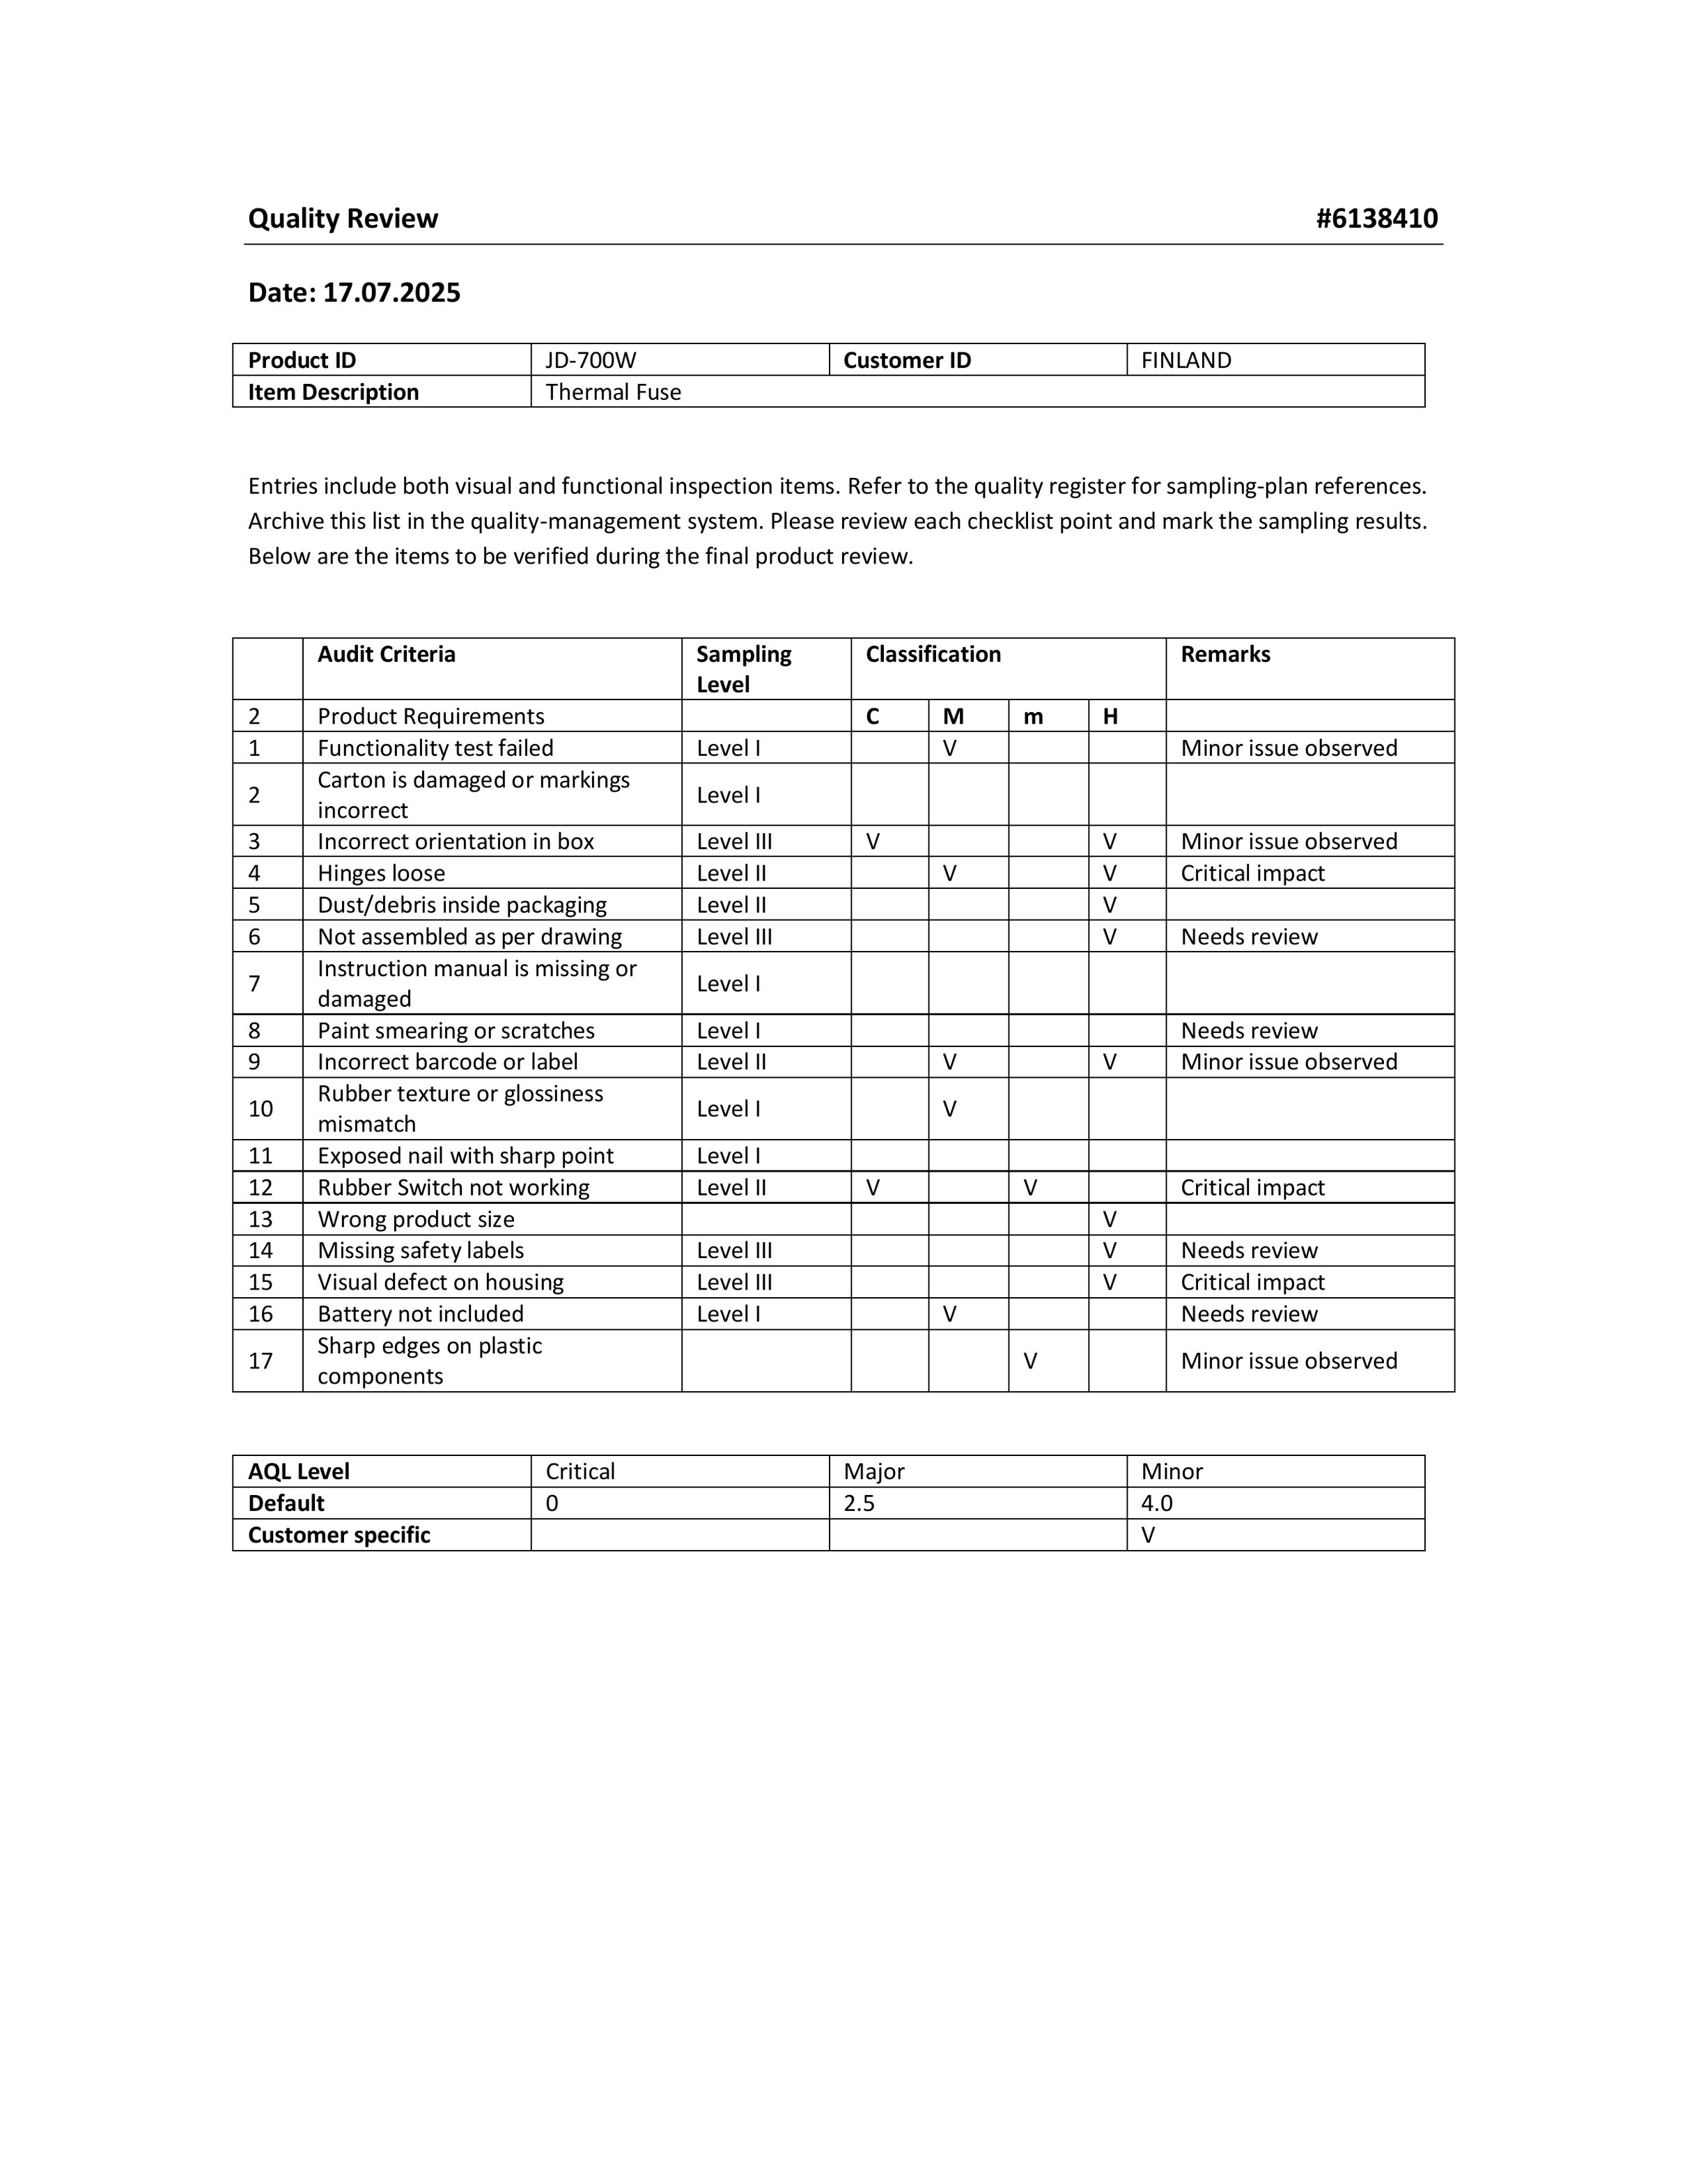 Quality Review #6138410
Date: 17.07.2025
Product ID JD-700W Customer ID FINLAND
Item Description Thermal Fuse
Entries include both visual and functional inspection items. Refer to the quality register for sampling-plan references.
Archive this list in the quality-management system. Please review each checklist point and mark the sampling results.
Below are the items to be verified during the final product review.
Audit Criteria Sampling Level Classification Remarks
2 Product Requirements C M m H
1 Functionality test failed Level I V Minor issue observed
2 Carton is damaged or markings incorrect Level I
3 Incorrect orientation in box Level III V V Minor issue observed
4 Hinges loose Level II V V Critical impact
5 Dust/debris inside packaging Level II V
6 Not assembled as per drawing Level III V Needs review
7 Instruction manual is missing or damaged Level I
8 Paint smearing or scratches Level I Needs review
9 Incorrect barcode or label Level II V V Minor issue observed
10 Rubber texture or glossiness mismatch Level I V
11 Exposed nail with sharp point Level I
12 Rubber Switch not working Level II V V Critical impact
13 Wrong product size V
14 Missing safety labels Level III V Needs review
15 Visual defect on housing Level III V Critical impact
16 Battery not included Level I V Needs review
17 Sharp edges on plastic components V Minor issue observed
AQL Level Critical Major Minor
Default 0 2.5 4.0
Customer specific V